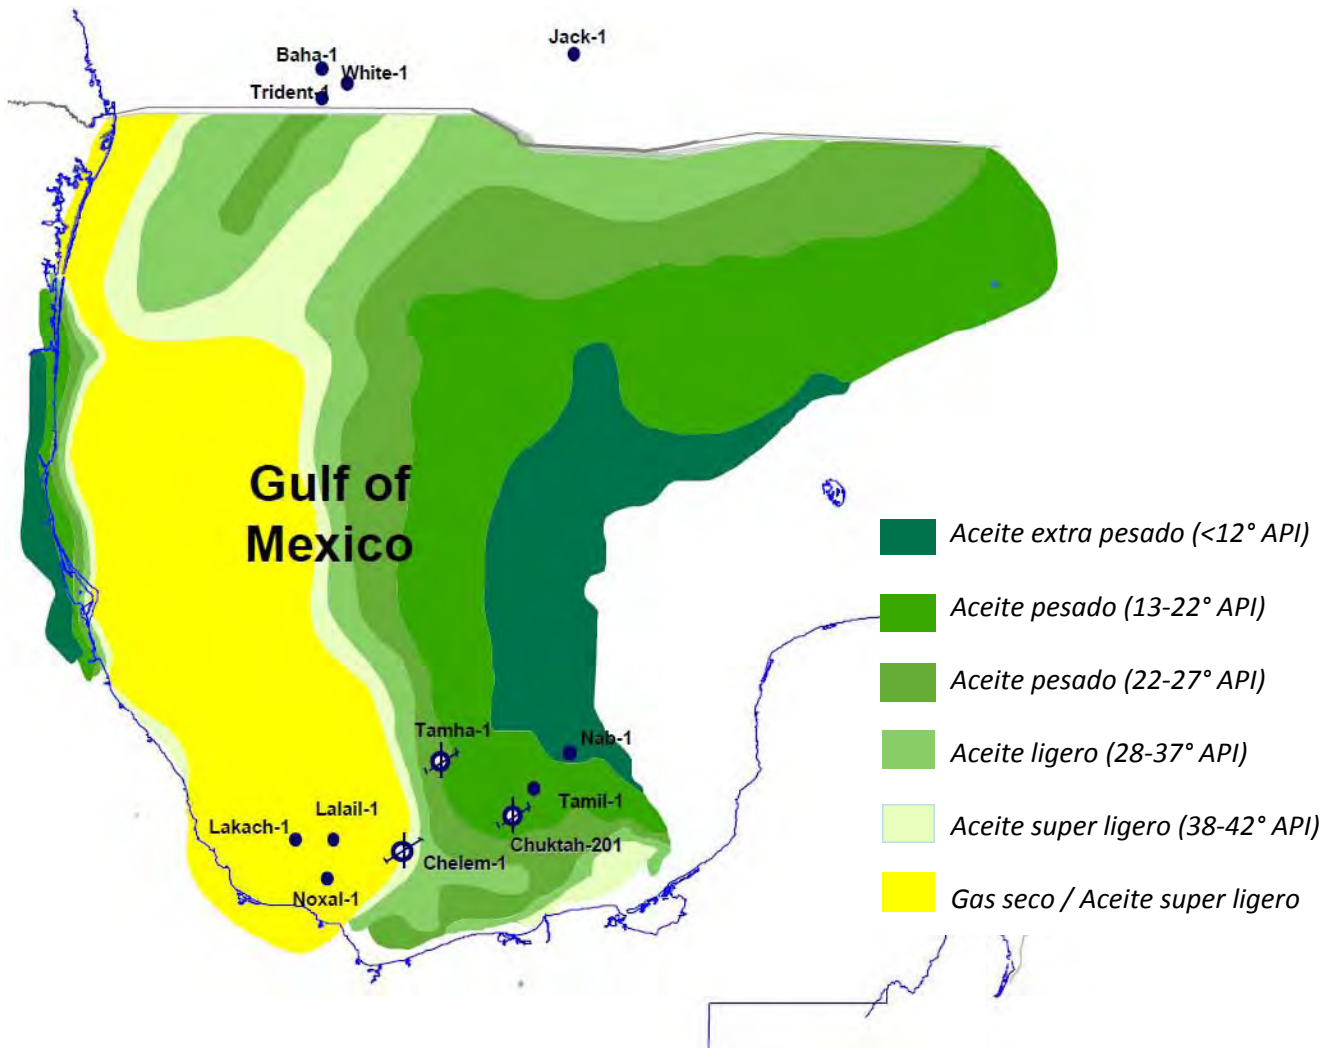 Jack-1
Baha-1
White-1
Trident-1
Gulf of
Mexico
Aceite extra pesado (<12° API)
Aceite pesado (13-22° API)
Aceite pesado (22-27° API)
Aceite ligero (28-37° API)
Aceite super ligero (38-42° API)
Gas seco / Aceite super ligero
Tamha-1
Nab-1
Tamil-1
Lalail-1
Lakach-1
Chuktah-201
Chelem-1
Noxal-1